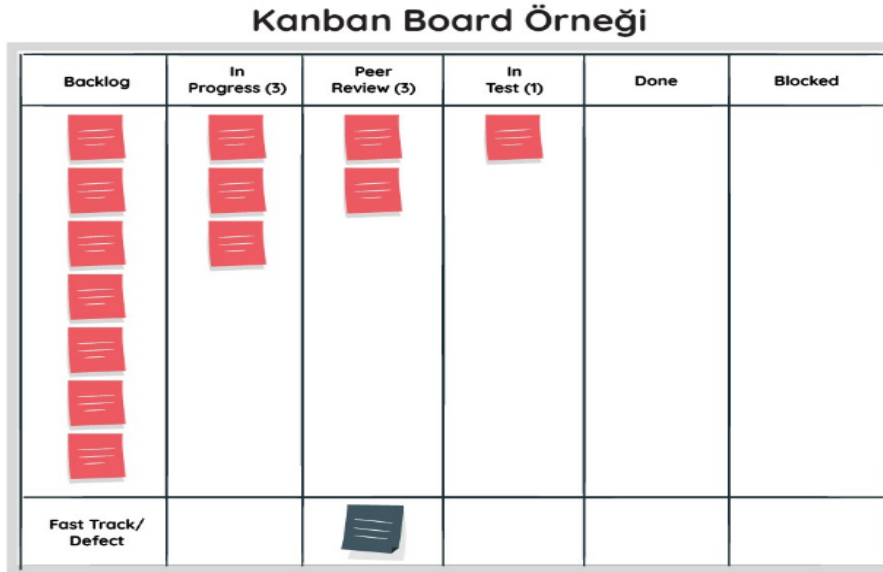 Kanban Board Örneği
Backlog
In
Progress (3)
Peer
Review (3)
In
Test (1)
Done
Blocked
Fast Track/
Defect